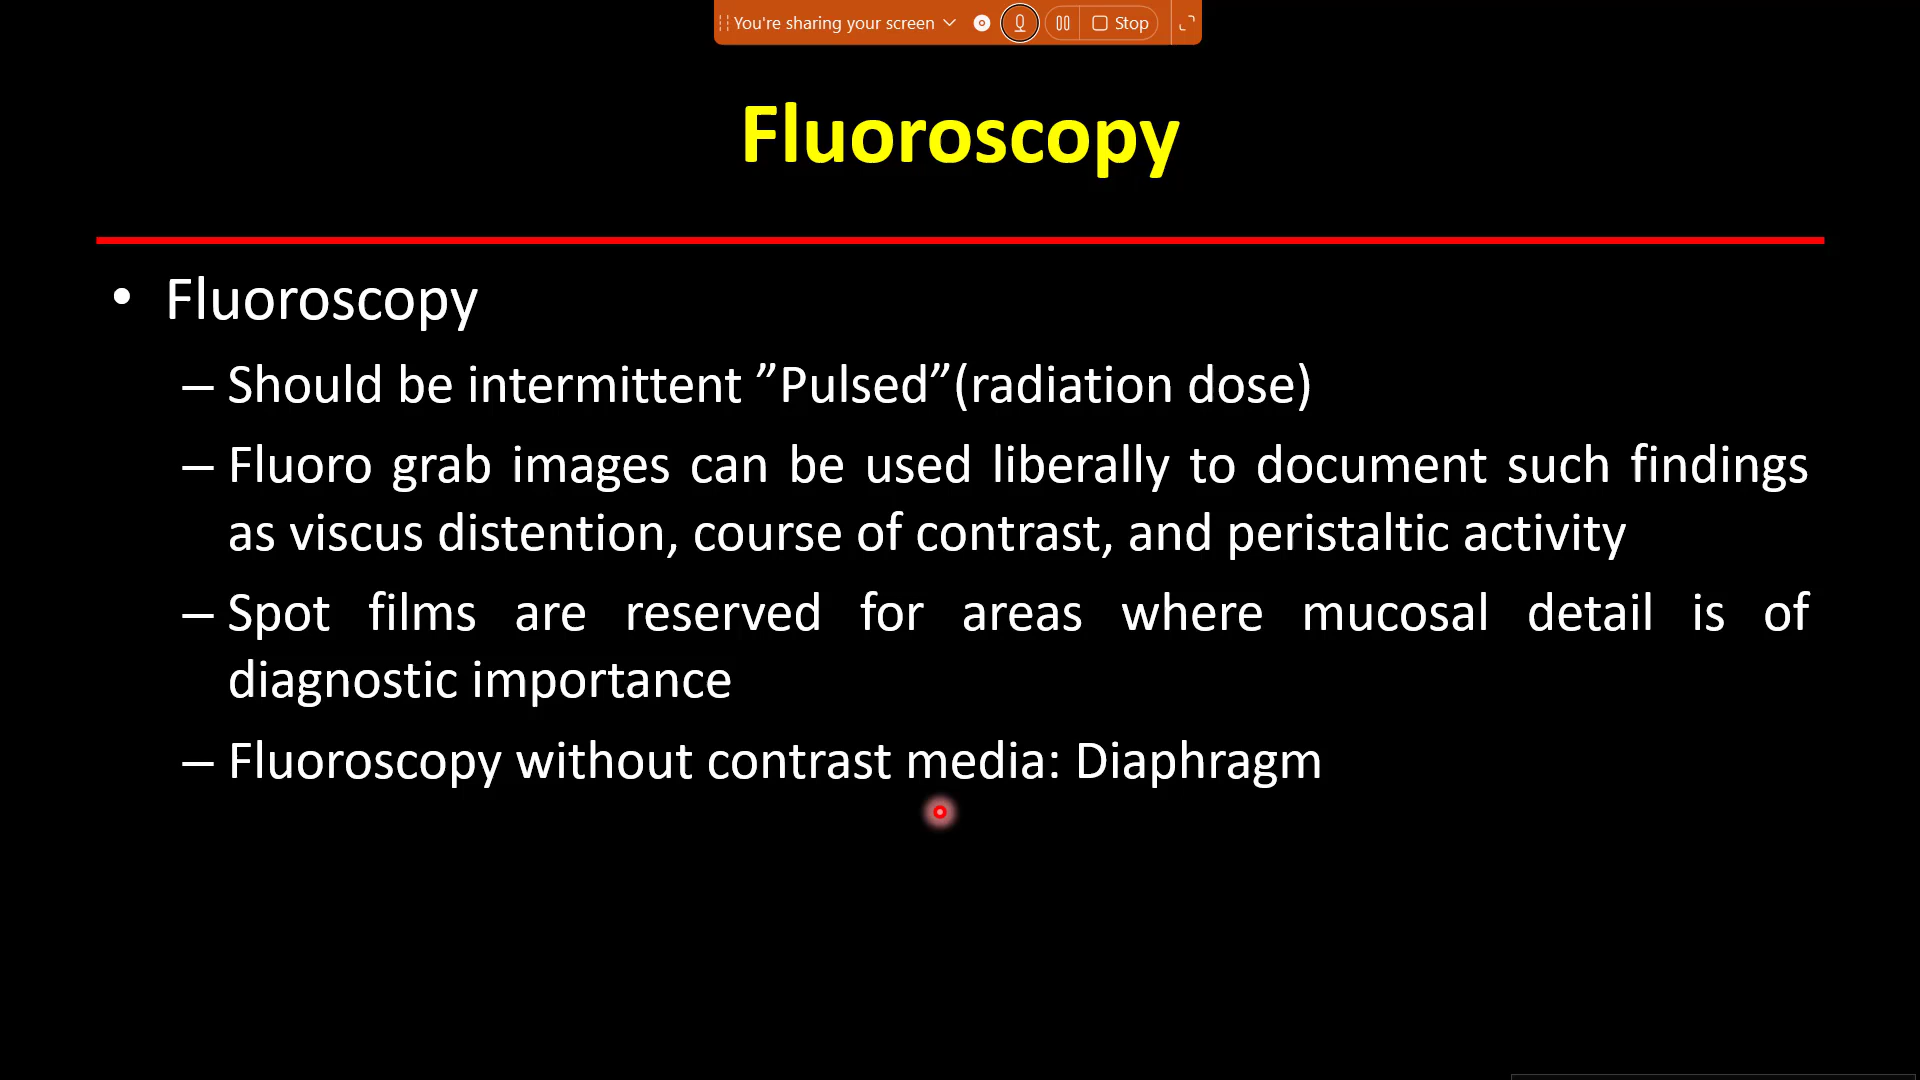 You're sharing your screen
Stop
Fluoroscopy
• Fluoroscopy
– Should be intermittent ”Pulsed”(radiation dose)
– Fluoro grab images can be used liberally to document such findings
as viscus distention, course of contrast, and peristaltic activity
– Spot films are reserved for areas where mucosal detail is of
diagnostic importance
– Fluoroscopy without contrast media: Diaphragm